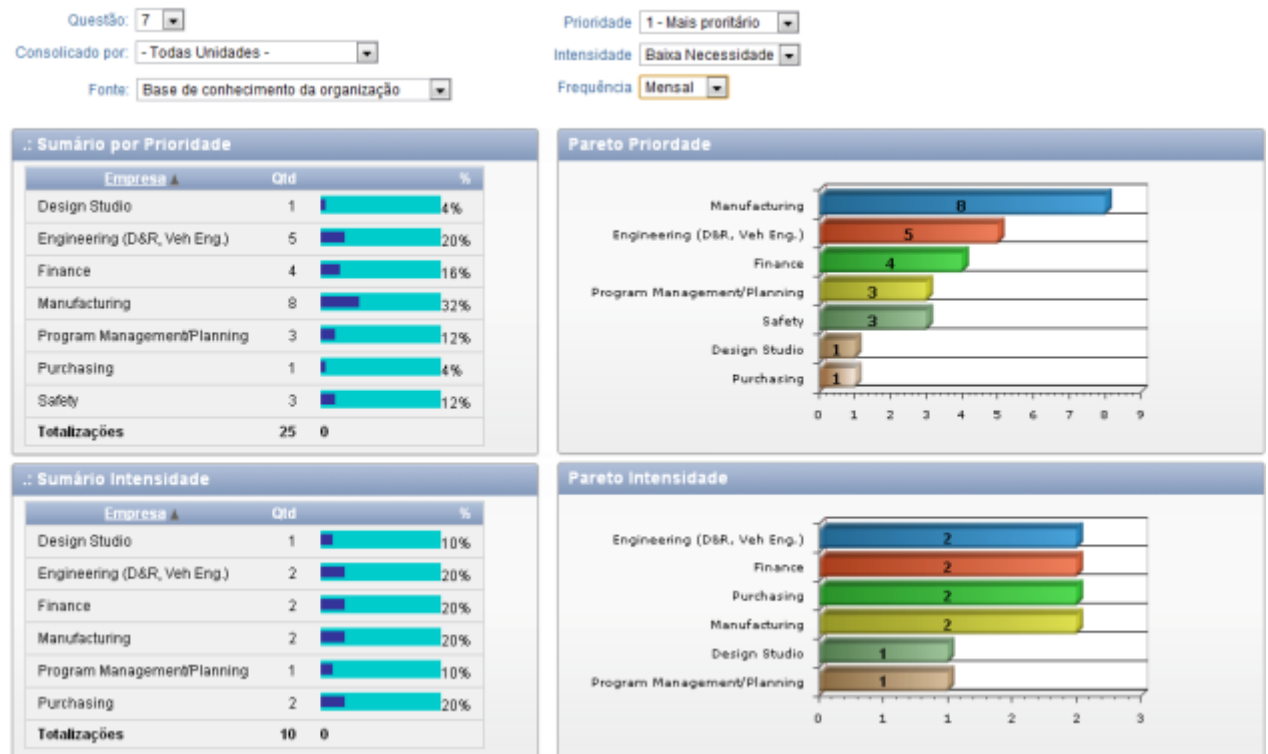 Questão: 7
Prioridade 1 - Mais proritário
Consolicado por: - Todas Unidades -
Intensidade Baixa Necessidade
Fonte: Base de conhecimento da organização
Frequência Mensal
.: Sumário por Prioridade
Empresa Qtd %
Design Studio 1 4%
Engineering (D&R, Veh Eng.) 5 20%
Finance 4 16%
Manufacturing 8 32%
Program Management/Planning 3 12%
Purchasing 1 4%
Safety 3 12%
Totalizações 25 0
Pareto Priordade
Manufacturing 8
Engineering (D&R, Veh Eng.) 5
Finance 4
Program Management/Planning 3
Safety 3
Design Studio 1
Purchasing 1
0 1 2 3 4 5 6 7 8 9
.: Sumário Intensidade
Empresa Qtd %
Design Studio 1 10%
Engineering (D&R, Veh Eng.) 2 20%
Finance 2 20%
Manufacturing 2 20%
Program Management/Planning 1 10%
Purchasing 2 20%
Totalizações 10 0
Pareto Intensidade
Engineering (D&R, Veh Eng.) 2
Finance 2
Purchasing 2
Manufacturing 2
Design Studio 1
Program Management/Planning 1
0 1 1 2 2 3